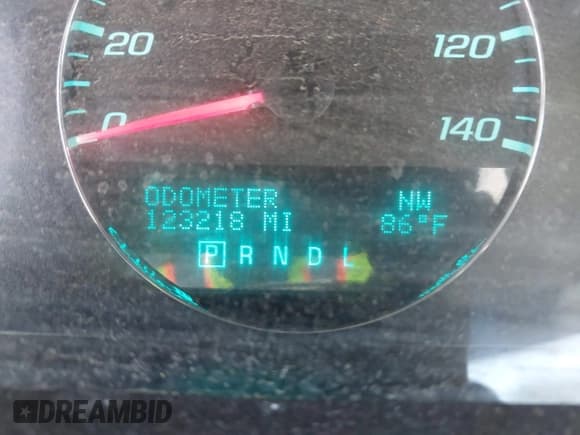 20
120
0
140
ODOMETER NW
123218 MI 86°F
P R N D L
DREAMBID